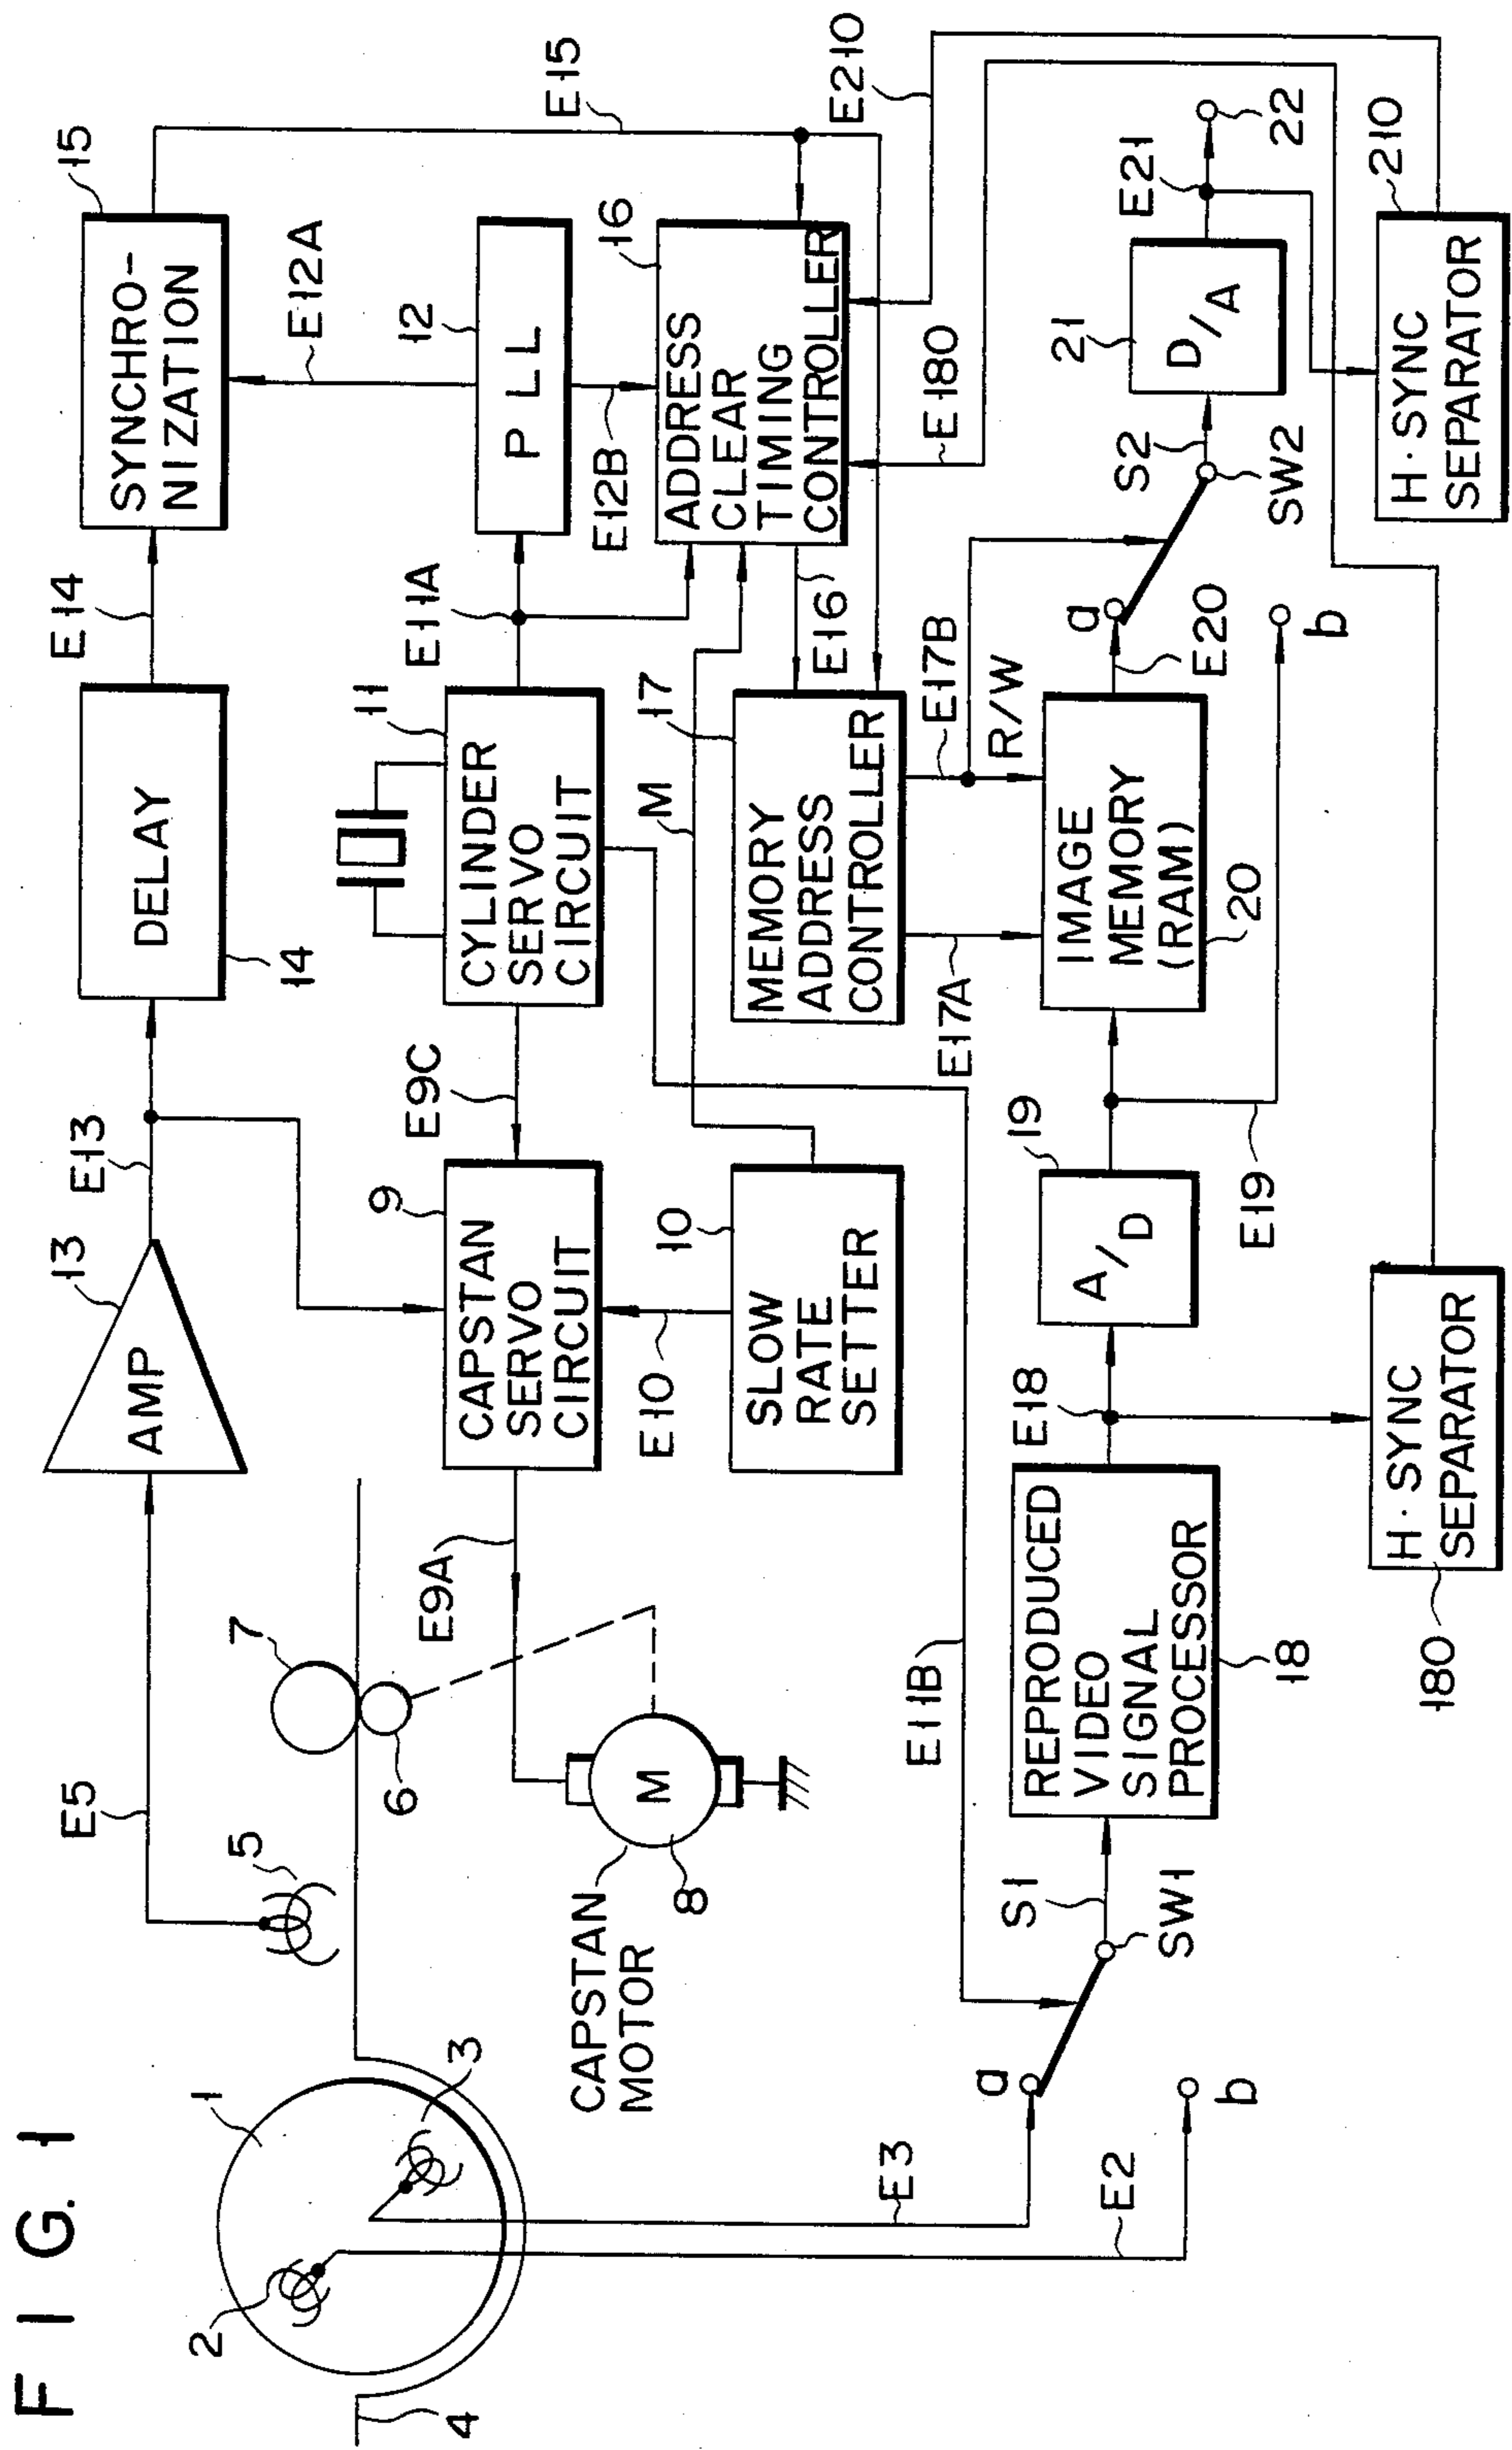 FIG. 1
E5
13
AMP
E13
DELAY
14
E14
SYNCHRO-
NIZATION
15
E12A
E15
1
2
3
4
5
7
6
E9A
9
CAPSTAN
SERVO
CIRCUIT
E9C
11
CYLINDER
SERVO
CIRCUIT
E11A
12
PLL
E12B
CAPSTAN
MOTOR
M
8
E10
10
SLOW
RATE
SETTER
M
17
MEMORY
ADDRESS
CONTROLLER
E16
16
ADDRESS
CLEAR
TIMING
CONTROLLER
E210
E180
E11B
E17A
E17B
R/W
E3
E2
a
b
S1
SW1
REPRODUCED
VIDEO
SIGNAL
PROCESSOR
18
E18
19
A/D
E19
IMAGE
MEMORY
(RAM)
20
E20
a
b
S2
SW2
21
D/A
E21
22
180
H·SYNC
SEPARATOR
210
H·SYNC
SEPARATOR